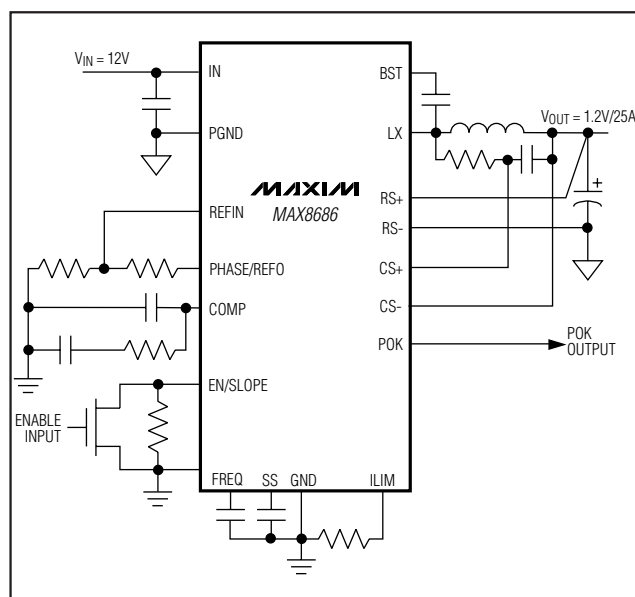 VIN = 12V
IN
PGND
BST
LX
VOUT = 1.2V/25A
MAXIM
MAX8686
RS+
RS-
REFIN
PHASE/REFO
CS+
COMP
CS-
POK
POK
OUTPUT
EN/SLOPE
ENABLE
INPUT
FREQ
SS
GND
ILIM